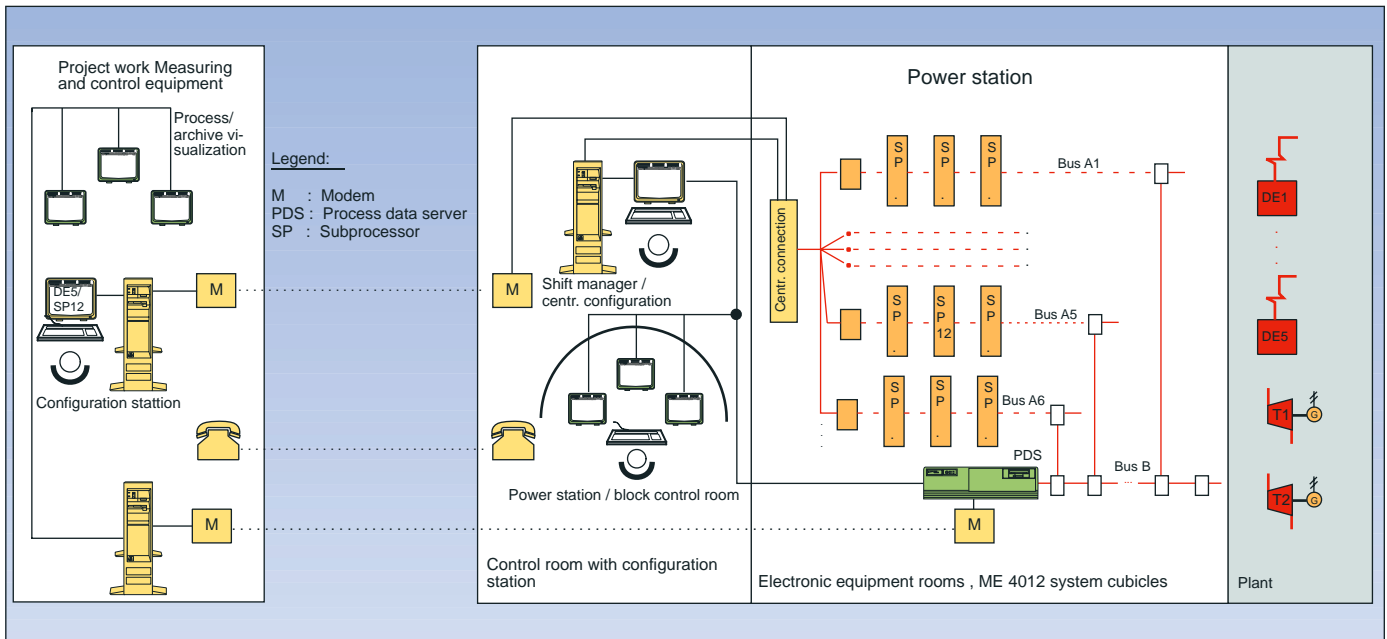 Project work Measuring
and control equipment
Process/
archive vi-
sualization
DE5/
SP12
M
Configuration stattion
M
Legend:
M : Modem
PDS : Process data server
SP : Subprocessor
M
Shift manager /
centr. configuration
Power station / block control room
Control room with configuration
station
Power station
Centr. connection
S
P
.
S
P
.
S
P
.
Bus A1
S
P
.
S
P
12
S
P
.
Bus A5
S
P
.
S
P
.
S
P
.
Bus A6
PDS
Bus B
M
Electronic equipment rooms , ME 4012 system cubicles
DE1
DE5
T1
G
T2
G
Plant